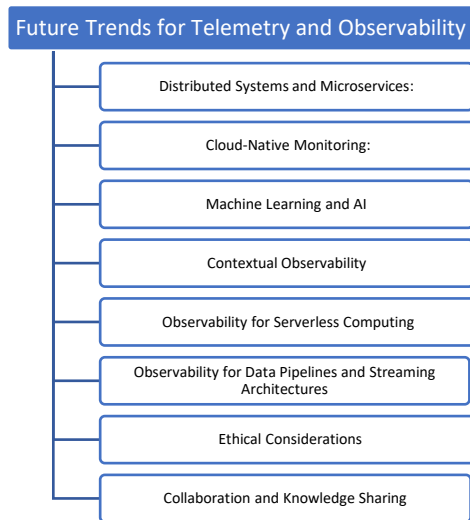 Future Trends for Telemetry and Observability
Distributed Systems and Microservices:
Cloud-Native Monitoring:
Machine Learning and AI
Contextual Observability
Observability for Serverless Computing
Observability for Data Pipelines and Streaming
Architectures
Ethical Considerations
Collaboration and Knowledge Sharing